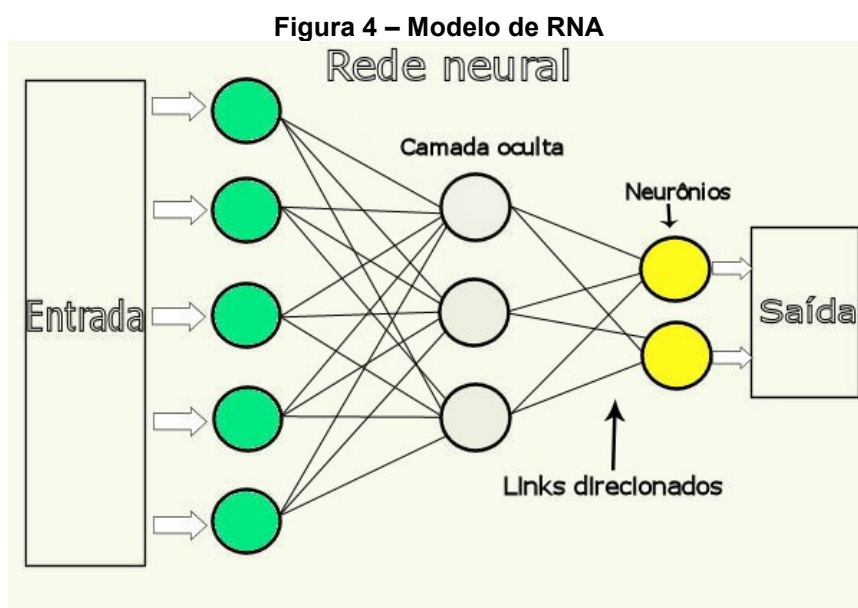 Figura 4 – Modelo de RNA
Rede neural
Camada oculta
Neurônios
Entrada
Saída
Links direcionados